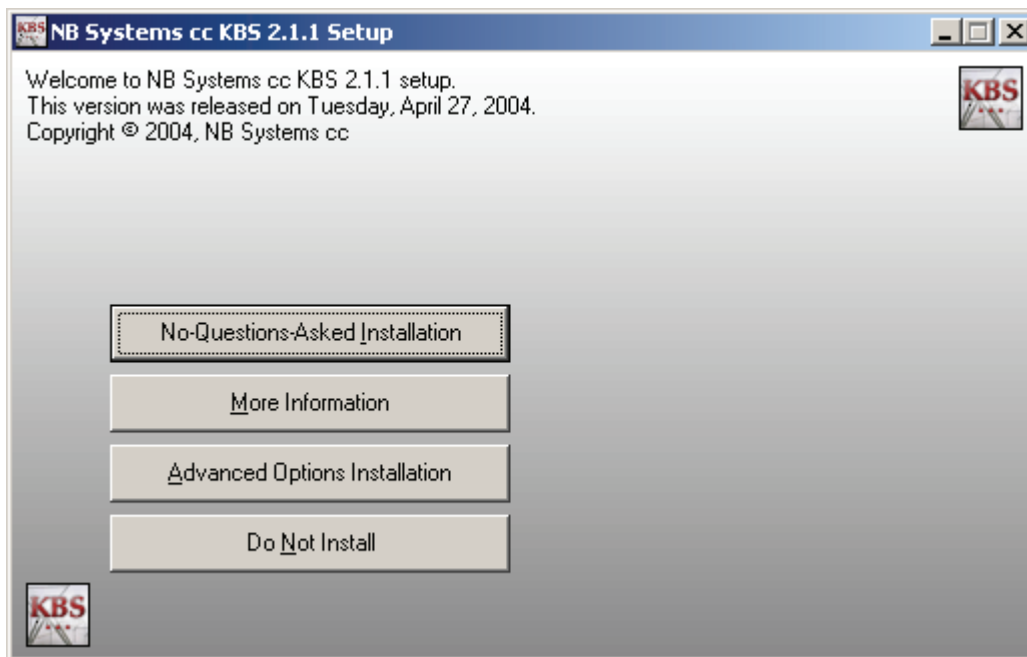 KBS NB Systems cc KBS 2.1.1 Setup
Welcome to NB Systems cc KBS 2.1.1 setup.
This version was released on Tuesday, April 27, 2004.
Copyright © 2004, NB Systems cc
KBS
No-Questions-Asked Installation
More Information
Advanced Options Installation
Do Not Install
KBS